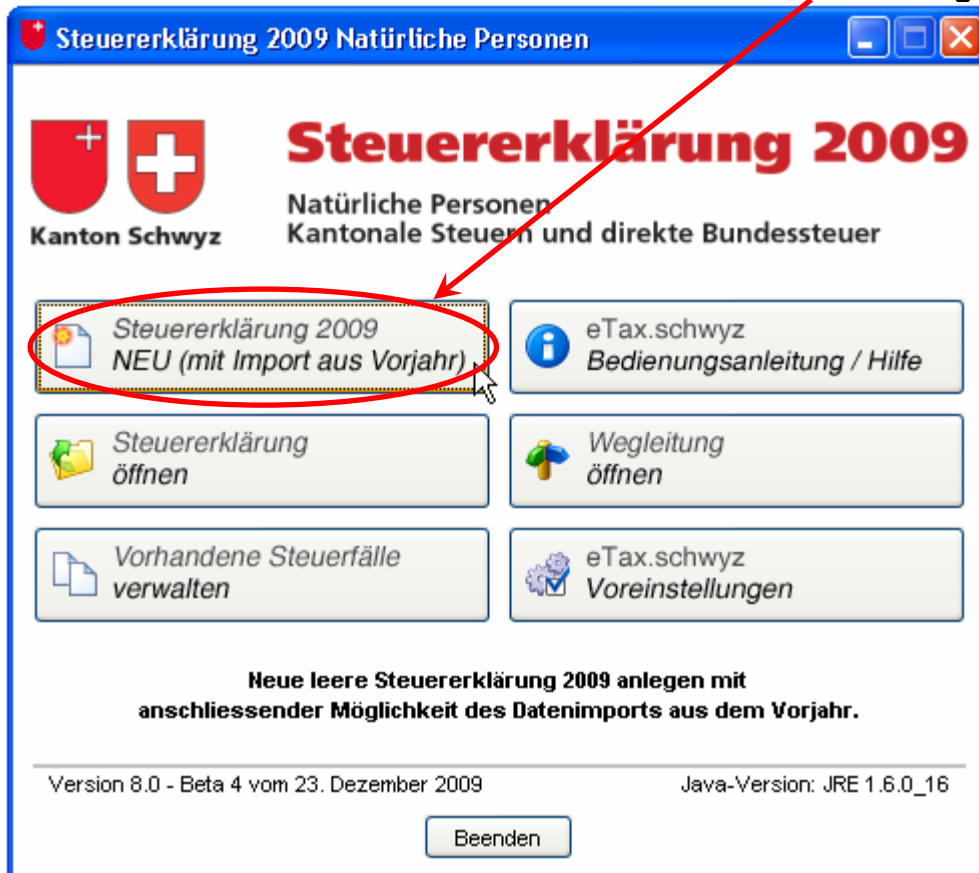 Steuererklärung 2009 Natürliche Personen
Steuererklärung 2009
Natürliche Personen
Kantonale Steuern und direkte Bundessteuer
Kanton Schwyz
Steuererklärung 2009
NEU (mit Import aus Vorjahr)
eTax.schwyz
Bedienungsanleitung / Hilfe
Steuererklärung
öffnen
Wegleitung
öffnen
Vorhandene Steuerfälle
verwalten
eTax.schwyz
Voreinstellungen
Neue leere Steuererklärung 2009 anlegen mit
anschliessender Möglichkeit des Datenimports aus dem Vorjahr.
Version 8.0 - Beta 4 vom 23. Dezember 2009
Java-Version: JRE 1.6.0_16
Beenden